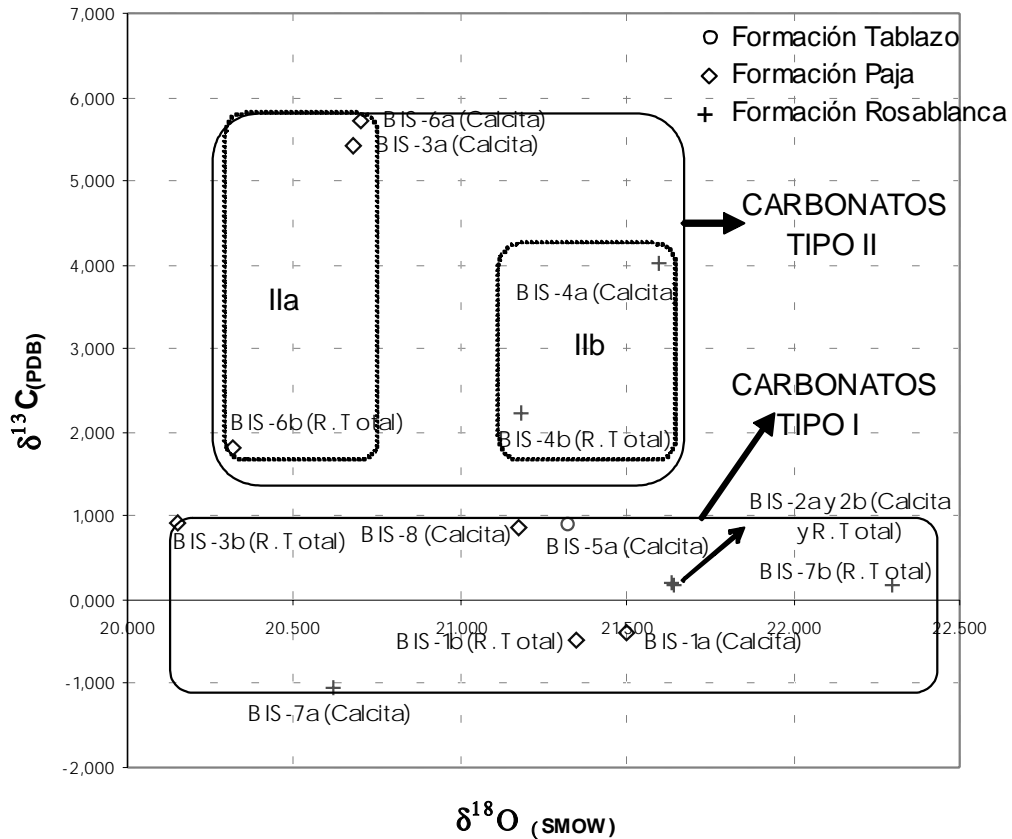 7,000
6,000
5,000
4,000
3,000
2,000
1,000
0,000
-1,000
-2,000
20.000
20.500
21.000
21.500
22.000
22.500
δ13C(PDB)
δ18O (SMOW)
Formación Tablazo
Formación Paja
Formación Rosablanca
BIS-6a (Calcita)
BIS-3a (Calcita)
CARBONATOS
TIPO II
BIS-4a (Calcita
IIa
IIb
CARBONATOS
TIPO I
BIS-6b (R.Total)
BIS-4b (R.Total)
BIS-2a y 2b (Calcita
y R.Total)
BIS-3b (R.Total)
BIS-8 (Calcita)
BIS-5a (Calcita)
BIS-7b (R.Total)
BIS-1b (R.Total)
BIS-1a (Calcita)
BIS-7a (Calcita)